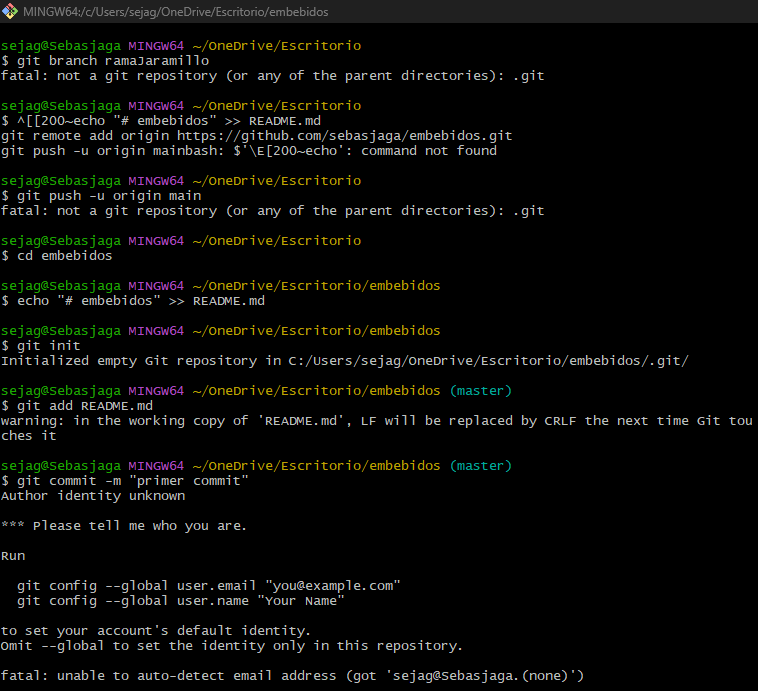 MINGW64:/c/Users/sejag/OneDrive/Escritorio/embebidos
sejag@Sebasjaga MINGW64 ~/OneDrive/Escritorio
$ git branch ramaJaramillo
fatal: not a git repository (or any of the parent directories): .git
sejag@Sebasjaga MINGW64 ~/OneDrive/Escritorio
$ ^[[200~echo "# embebidos" >> README.md
git remote add origin https://github.com/sebasjaga/embebidos.git
git push -u origin mainbash: $'\E[200~echo': command not found
sejag@Sebasjaga MINGW64 ~/OneDrive/Escritorio
$ git push -u origin main
fatal: not a git repository (or any of the parent directories): .git
sejag@Sebasjaga MINGW64 ~/OneDrive/Escritorio
$ cd embebidos
sejag@Sebasjaga MINGW64 ~/OneDrive/Escritorio/embebidos
$ echo "# embebidos" >> README.md
sejag@Sebasjaga MINGW64 ~/OneDrive/Escritorio/embebidos
$ git init
Initialized empty Git repository in C:/Users/sejag/OneDrive/Escritorio/embebidos/.git/
sejag@Sebasjaga MINGW64 ~/OneDrive/Escritorio/embebidos (master)
$ git add README.md
warning: in the working copy of 'README.md', LF will be replaced by CRLF the next time Git tou
ches it
sejag@Sebasjaga MINGW64 ~/OneDrive/Escritorio/embebidos (master)
$ git commit -m "primer commit"
Author identity unknown
*** Please tell me who you are.
Run
git config --global user.email "you@example.com"
git config --global user.name "Your Name"
to set your account's default identity.
Omit --global to set the identity only in this repository.
fatal: unable to auto-detect email address (got 'sejag@Sebasjaga.(none)')